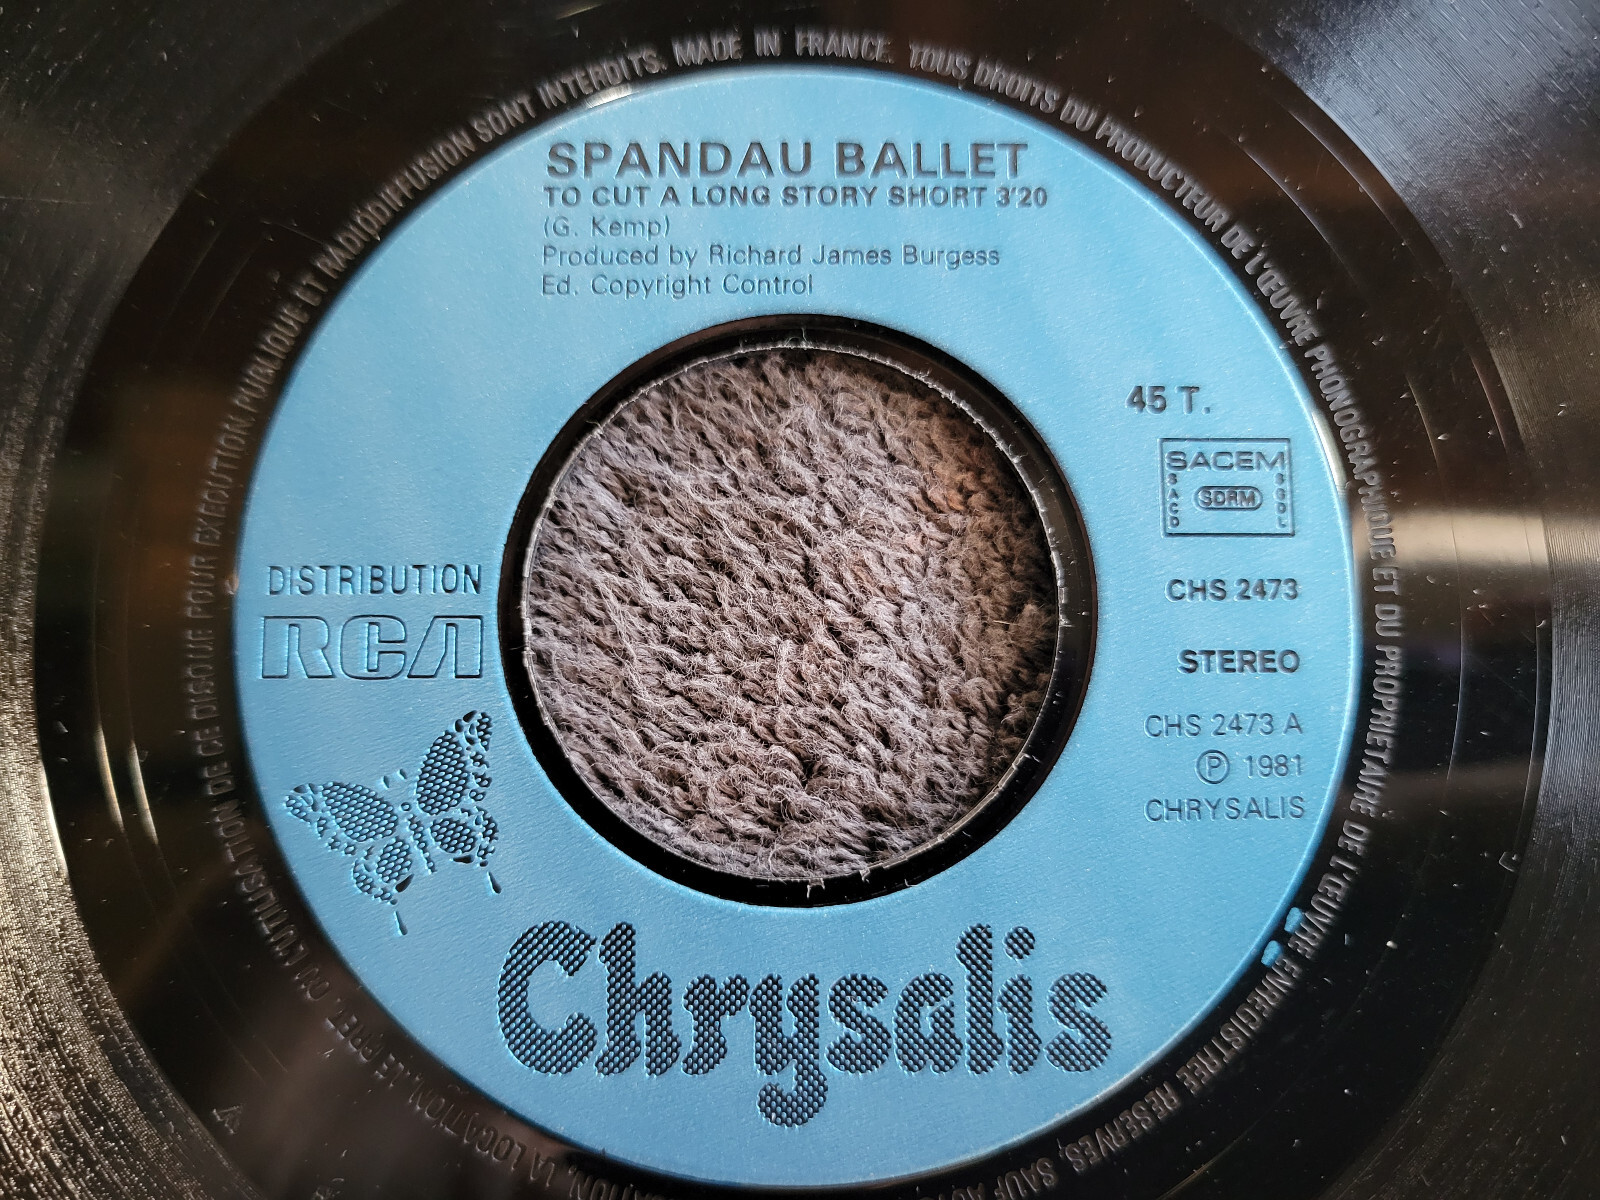 SPANDAU BALLET
TO CUT A LONG STORY SHORT 3'20
(G. Kemp)
Produced by Richard James Burgess
Ed. Copyright Control
45 T.
SACEM
SACD
SDRM
SGDL
CHS 2473
STEREO
CHS 2473 A
Ⓟ 1981
CHRYSALIS
DISTRIBUTION
RCA
Chrysalis
MADE IN FRANCE. TOUS DROITS DU PRODUCTEUR DE L'ŒUVRE PHONOGRAPHIQUE ET DU PROPRIETAIRE DE L'ŒUVRE ENREGISTREE RESERVES, SAUF
LA LOCATION, LE PRET, OU L'UTILISATION DE CE DISQUE POUR EXECUTION PUBLIQUE ET RADIODIFFUSION SONT INTERDITS.